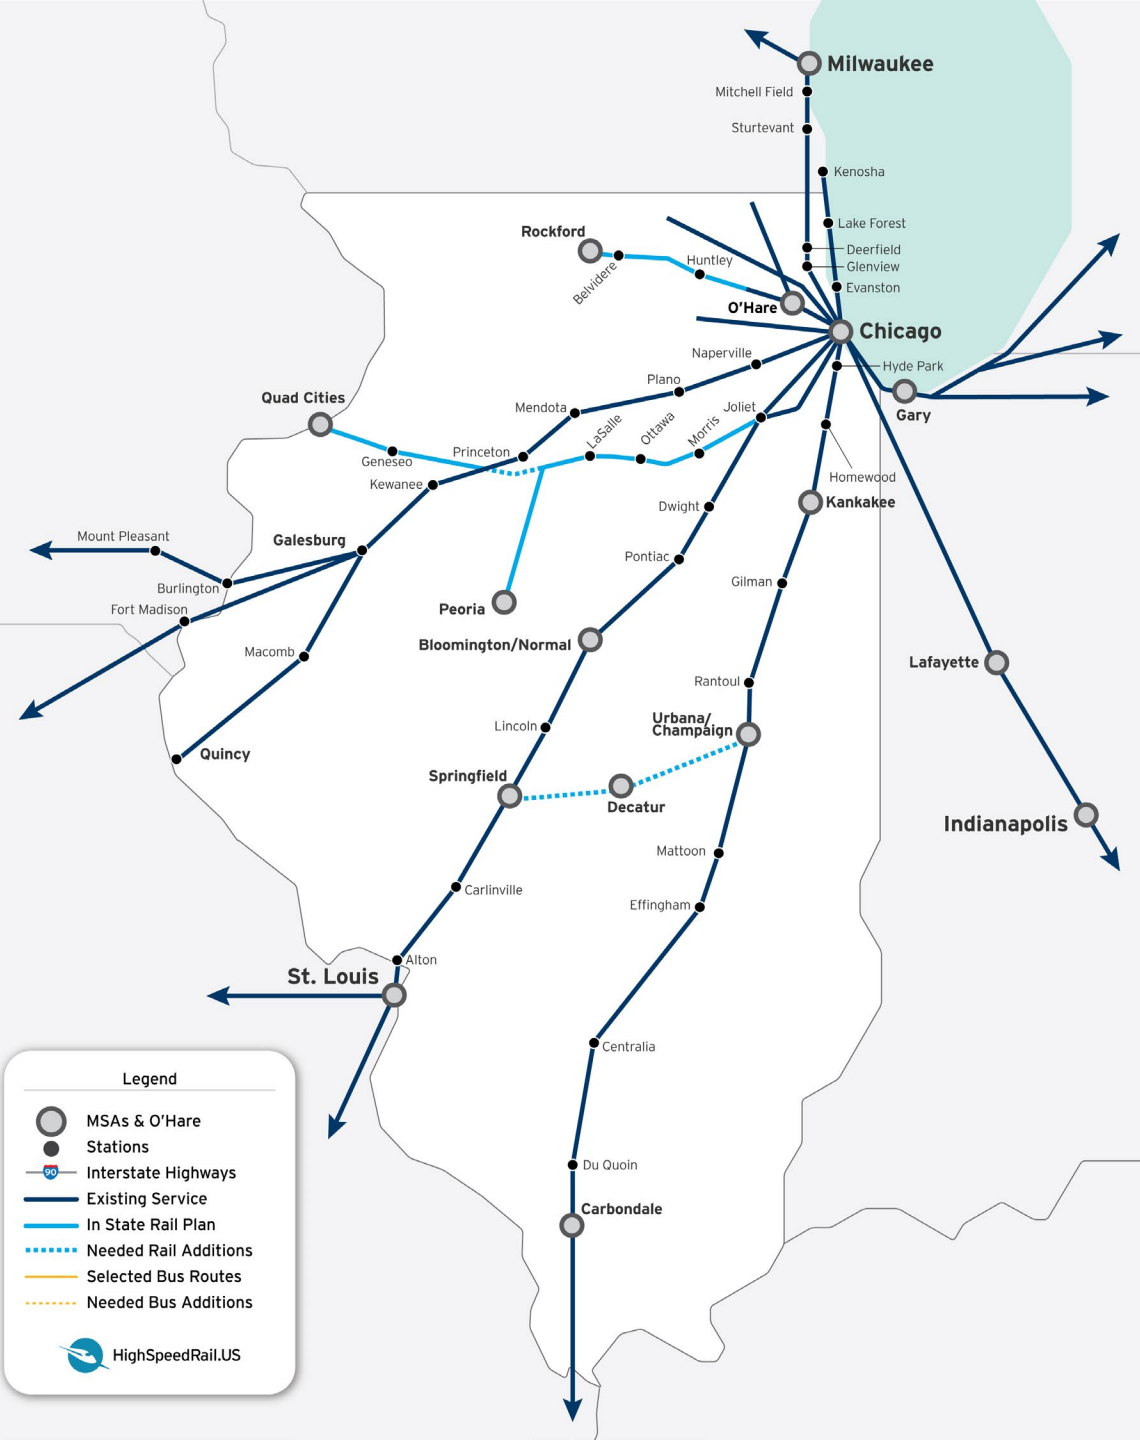 Milwaukee
Mitchell Field
Sturtevant
Kenosha
Lake Forest
Rockford
Deerfield
Huntley
Glenview
Belvidere
Evanston
O'Hare
Chicago
Naperville
Hyde Park
Plano
Quad Cities
Mendota
Joliet
Gary
LaSalle
Ottawa
Morris
Princeton
Geneseo
Homewood
Kewanee
Kankakee
Dwight
Mount Pleasant
Galesburg
Pontiac
Burlington
Gilman
Fort Madison
Peoria
Bloomington/Normal
Macomb
Lafayette
Rantoul
Urbana/
Champaign
Lincoln
Quincy
Springfield
Decatur
Indianapolis
Mattoon
Carlinville
Effingham
Alton
St. Louis
Centralia
Du Quoin
Carbondale
Legend
MSAs & O'Hare
Stations
90
Interstate Highways
Existing Service
In State Rail Plan
Needed Rail Additions
Selected Bus Routes
Needed Bus Additions
HighSpeedRail.US